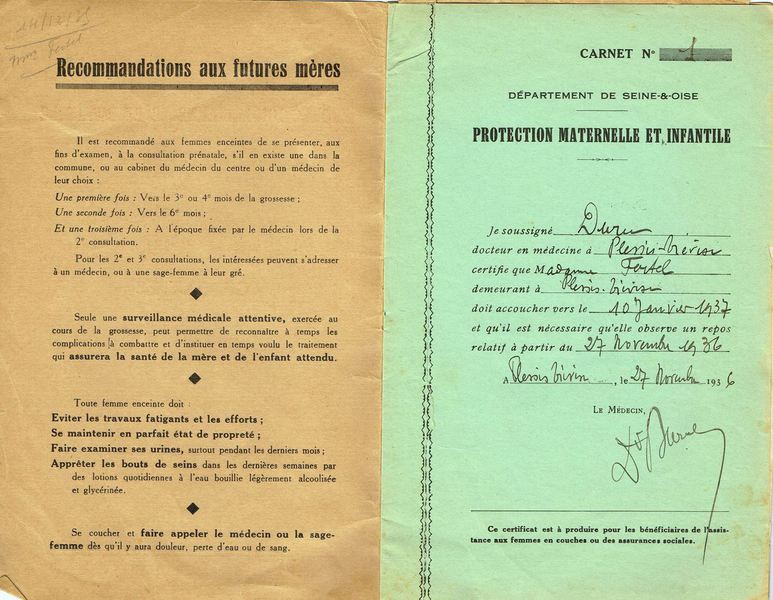 Recommandations aux futures mères
Il est recommandé aux femmes enceintes de se présenter, aux
fins d'examen, à la consultation prénatale, s'il en existe une dans la
commune, ou au cabinet du médecin du centre ou d'un médecin de
leur choix :
Une première fois : Vers le 3e ou 4e mois de la grossesse ;
Une seconde fois : Vers le 6e mois ;
Et une troisième fois : A l'époque fixée par le médecin lors de la
2e consultation.
Pour les 2e et 3e consultations, les intéressées peuvent s'adresser
à un médecin, ou à une sage-femme à leur gré.
Seule une surveillance médicale attentive, exercée au
cours de la grossesse, peut permettre de reconnaître à temps les
complications à combattre et d'instituer en temps voulu le traitement
qui assurera la santé de la mère et de l'enfant attendu.
Toute femme enceinte doit :
Eviter les travaux fatigants et les efforts ;
Se maintenir en parfait état de propreté ;
Faire examiner ses urines, surtout pendant les derniers mois ;
Apprêter les bouts de seins dans les dernières semaines par
des lotions quotidiennes à l'eau bouillie légèrement alcoolisée
et glycérinée.
Se coucher et faire appeler le médecin ou la sage-
femme dès qu'il y aura douleur, perte d'eau ou de sang.
CARNET N° 1
DÉPARTEMENT DE SEINE-&-OISE
PROTECTION MATERNELLE ET INFANTILE
Je soussigné
docteur en médecine à Plessis-Trévise
certifie que Madame Fertel
demeurant à Plessis-Trévise
doit accoucher vers le 10 Janvier 1937
et qu'il est nécessaire qu'elle observe un repos
relatif à partir du 27 Novembre 1936
A Plessis Trévise, le 27 Novembre 1936
LE MÉDECIN,
Ce certificat est à produire pour les bénéficiaires de l'assis-
tance aux femmes en couches ou des assurances sociales.